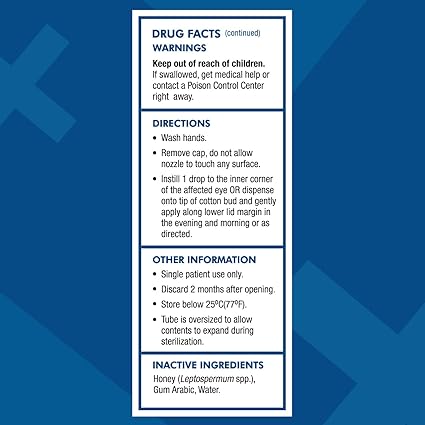 DRUG FACTS (continued)
WARNINGS
Keep out of reach of children.
If swallowed, get medical help or
contact a Poison Control Center
right away.
DIRECTIONS
• Wash hands.
• Remove cap, do not allow
nozzle to touch any surface.
• Instill 1 drop to the inner corner
of the affected eye OR dispense
onto tip of cotton bud and gently
apply along lower lid margin in
the evening and morning or as
directed.
OTHER INFORMATION
• Single patient use only.
• Discard 2 months after opening.
• Store below 25ºC(77ºF).
• Tube is oversized to allow
contents to expand during
sterilization.
INACTIVE INGREDIENTS
Honey (Leptospermum spp.),
Gum Arabic, Water.